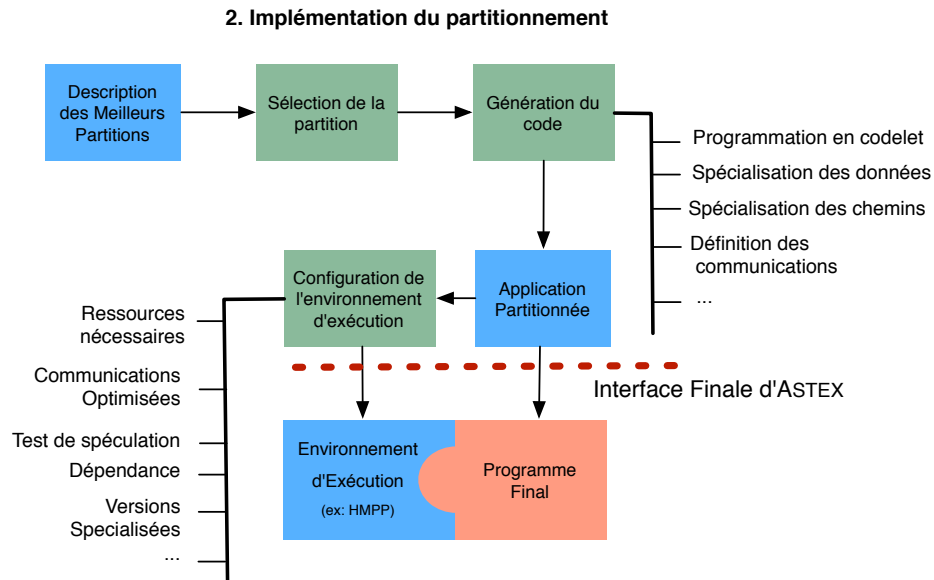 2. Implémentation du partitionnement
Description
des Meilleurs
Partitions
Sélection de la
partition
Génération du
code
Programmation en codelet
Spécialisation des données
Spécialisation des chemins
Définition des
communications
...
Configuration de
l'environnement
d'exécution
Application
Partitionnée
Ressources
nécessaires
Communications
Optimisées
Test de spéculation
Dépendance
Versions
Specialisées
...
Interface Finale d'ASTEX
Environnement
d'Exécution
(ex: HMPP)
Programme
Final